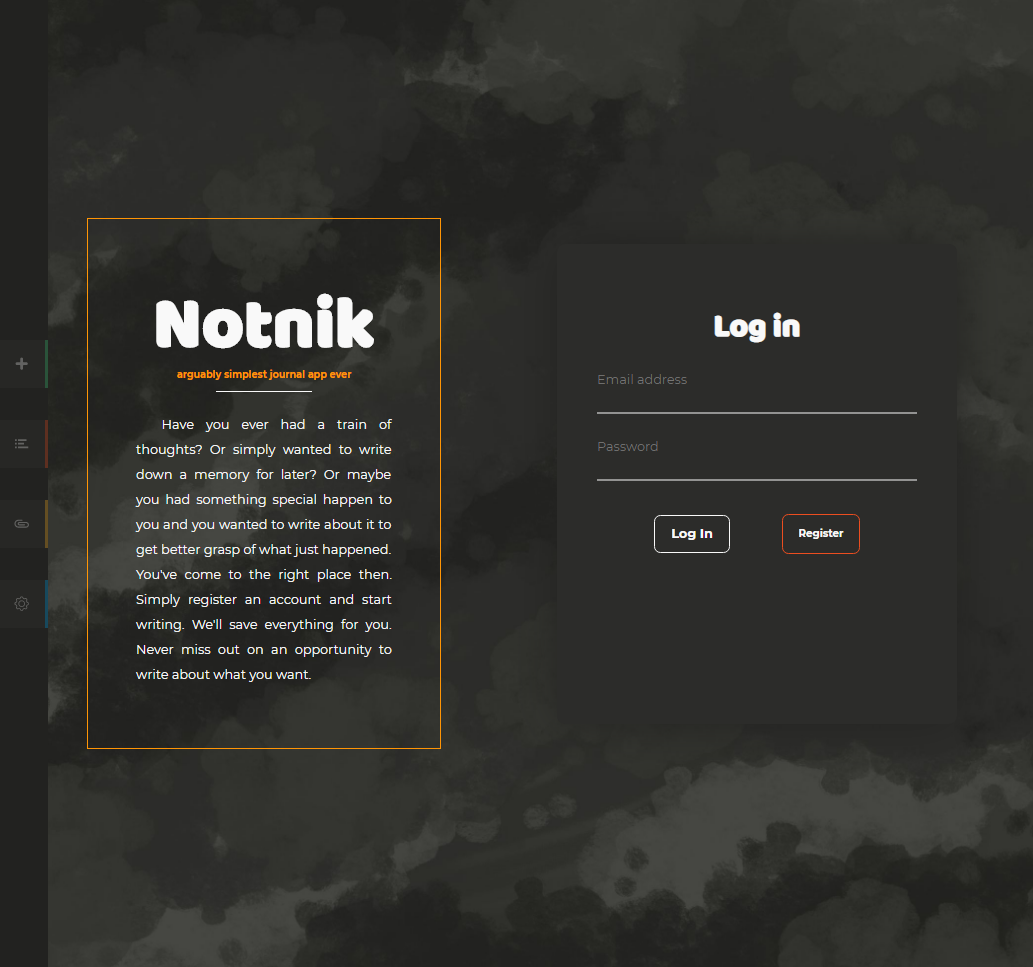 Notnik
arguably simplest journal app ever
Have you ever had a train of
thoughts? Or simply wanted to write
down a memory for later? Or maybe
you had something special happen to
you and you wanted to write about it to
get better grasp of what just happened.
You've come to the right place then.
Simply register an account and start
writing. We'll save everything for you.
Never miss out on an opportunity to
write about what you want.
Log in
Email address
Password
Log In
Register